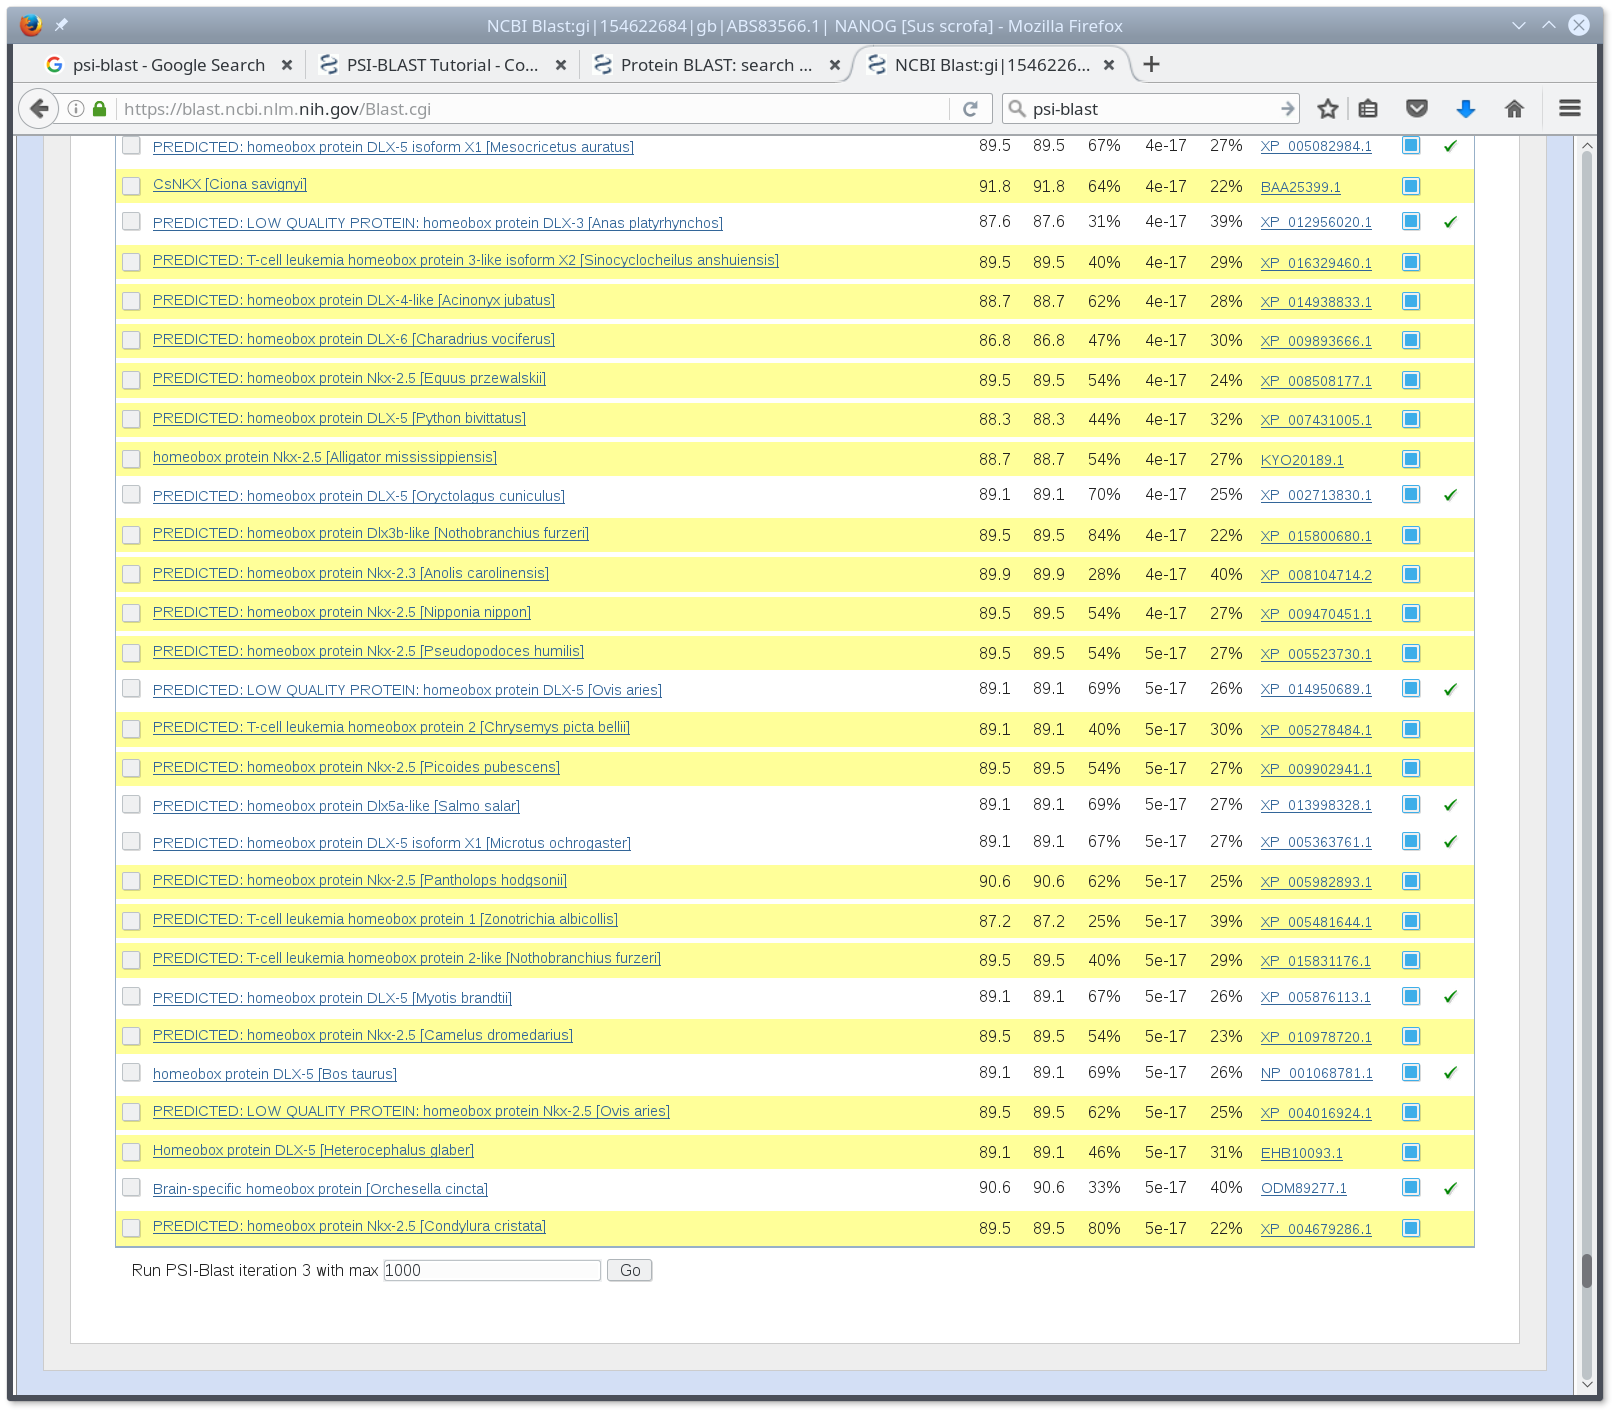 NCBI Blast:gi|154622684|gb|ABS83566.1| NANOG [Sus scrofa] - Mozilla Firefox
psi-blast - Google Search PSI-BLAST Tutorial - Co... Protein BLAST: search ... NCBI Blast:gi|1546226...
https://blast.ncbi.nlm.nih.gov/Blast.cgi psi-blast
PREDICTED: homeobox protein DLX-5 isoform X1 [Mesocricetus auratus] 89.5 89.5 67% 4e-17 27% XP_005082984.1
CsNKX [Ciona savignyi] 91.8 91.8 64% 4e-17 22% BAA25399.1
PREDICTED: LOW QUALITY PROTEIN: homeobox protein DLX-3 [Anas platyrhynchos] 87.6 87.6 31% 4e-17 39% XP_012956020.1
PREDICTED: T-cell leukemia homeobox protein 3-like isoform X2 [Sinocyclocheilus anshuiensis] 89.5 89.5 40% 4e-17 29% XP_016329460.1
PREDICTED: homeobox protein DLX-4-like [Acinonyx jubatus] 88.7 88.7 62% 4e-17 28% XP_014938833.1
PREDICTED: homeobox protein DLX-6 [Charadrius vociferus] 86.8 86.8 47% 4e-17 30% XP_009893666.1
PREDICTED: homeobox protein Nkx-2.5 [Equus przewalskii] 89.5 89.5 54% 4e-17 24% XP_008508177.1
PREDICTED: homeobox protein DLX-5 [Python bivittatus] 88.3 88.3 44% 4e-17 32% XP_007431005.1
homeobox protein Nkx-2.5 [Alligator mississippiensis] 88.7 88.7 54% 4e-17 27% KYO20189.1
PREDICTED: homeobox protein DLX-5 [Oryctolagus cuniculus] 89.1 89.1 70% 4e-17 25% XP_002713830.1
PREDICTED: homeobox protein Dlx3b-like [Nothobranchius furzeri] 89.5 89.5 84% 4e-17 22% XP_015800680.1
PREDICTED: homeobox protein Nkx-2.3 [Anolis carolinensis] 89.9 89.9 28% 4e-17 40% XP_008104714.2
PREDICTED: homeobox protein Nkx-2.5 [Nipponia nippon] 89.5 89.5 54% 4e-17 27% XP_009470451.1
PREDICTED: homeobox protein Nkx-2.5 [Pseudopodoces humilis] 89.5 89.5 54% 5e-17 27% XP_005523730.1
PREDICTED: LOW QUALITY PROTEIN: homeobox protein DLX-5 [Ovis aries] 89.1 89.1 69% 5e-17 26% XP_014950689.1
PREDICTED: T-cell leukemia homeobox protein 2 [Chrysemys picta bellii] 89.1 89.1 40% 5e-17 30% XP_005278484.1
PREDICTED: homeobox protein Nkx-2.5 [Picoides pubescens] 89.5 89.5 54% 5e-17 27% XP_009902941.1
PREDICTED: homeobox protein Dlx5a-like [Salmo salar] 89.1 89.1 69% 5e-17 27% XP_013998328.1
PREDICTED: homeobox protein DLX-5 isoform X1 [Microtus ochrogaster] 89.1 89.1 67% 5e-17 27% XP_005363761.1
PREDICTED: homeobox protein Nkx-2.5 [Pantholops hodgsonii] 90.6 90.6 62% 5e-17 25% XP_005982893.1
PREDICTED: T-cell leukemia homeobox protein 1 [Zonotrichia albicollis] 87.2 87.2 25% 5e-17 39% XP_005481644.1
PREDICTED: T-cell leukemia homeobox protein 2-like [Nothobranchius furzeri] 89.5 89.5 40% 5e-17 29% XP_015831176.1
PREDICTED: homeobox protein DLX-5 [Myotis brandtii] 89.1 89.1 67% 5e-17 26% XP_005876113.1
PREDICTED: homeobox protein Nkx-2.5 [Camelus dromedarius] 89.5 89.5 54% 5e-17 23% XP_010978720.1
homeobox protein DLX-5 [Bos taurus] 89.1 89.1 69% 5e-17 26% NP_001068781.1
PREDICTED: LOW QUALITY PROTEIN: homeobox protein Nkx-2.5 [Ovis aries] 89.5 89.5 62% 5e-17 25% XP_004016924.1
Homeobox protein DLX-5 [Heterocephalus glaber] 89.1 89.1 46% 5e-17 31% EHB10093.1
Brain-specific homeobox protein [Orchesella cincta] 90.6 90.6 33% 5e-17 40% ODM89277.1
PREDICTED: homeobox protein Nkx-2.5 [Condylura cristata] 89.5 89.5 80% 5e-17 22% XP_004679286.1
Run PSI-Blast iteration 3 with max 1000 Go